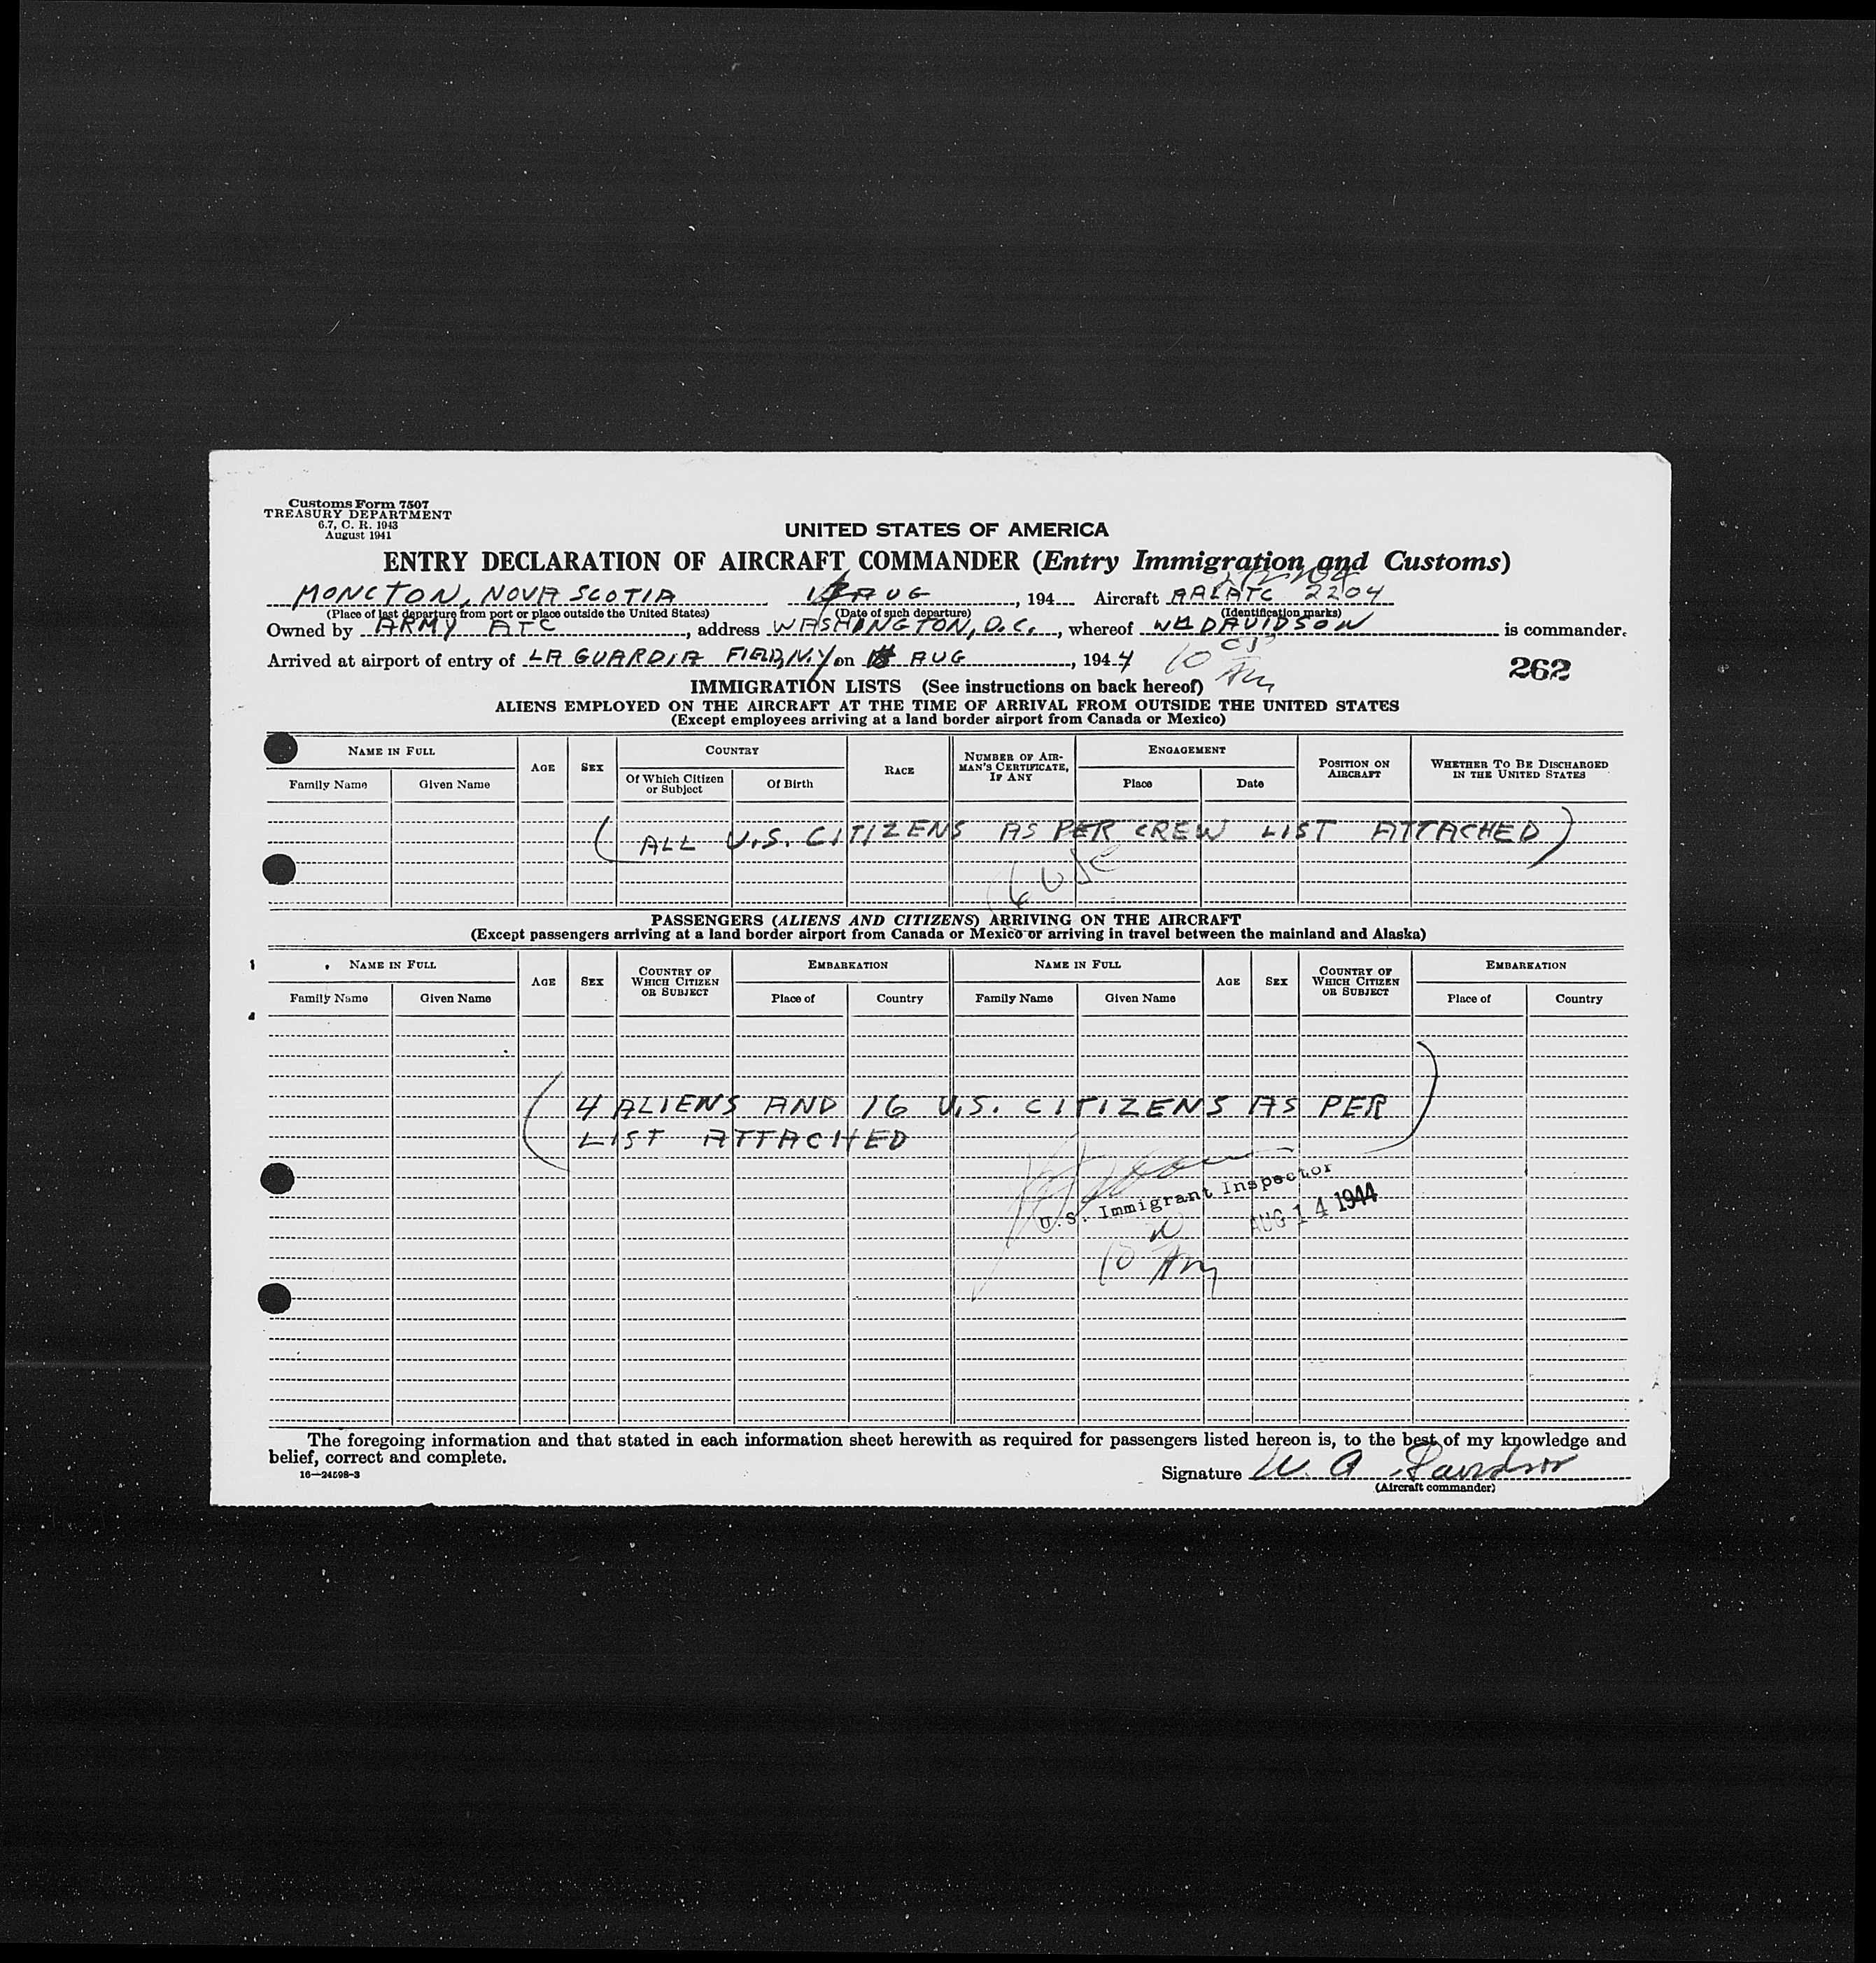 Customs Form 7507
TREASURY DEPARTMENT
6.7, C. R. 1943
August 1941
UNITED STATES OF AMERICA
ENTRY DECLARATION OF AIRCRAFT COMMANDER (Entry Immigration and Customs)
MONCTON, NOVA SCOTIA AUG , 194 Aircraft AALATC 2204
(Place of last departure from port or place outside the United States) (Date of such departure) (Identification marks)
Owned by ARMY ATC , address WASHINGTON, D.C. , whereof WA DAVIDSON is commander.
Arrived at airport of entry of LA GUARDIA FIELD, N.Y on AUG , 1944 10 AM
262
IMMIGRATION LISTS (See instructions on back hereof)
ALIENS EMPLOYED ON THE AIRCRAFT AT THE TIME OF ARRIVAL FROM OUTSIDE THE UNITED STATES
(Except employees arriving at a land border airport from Canada or Mexico)
NAME IN FULL AGE SEX COUNTRY RACE NUMBER OF AIRMAN'S CERTIFICATE, IF ANY ENGAGEMENT POSITION ON AIRCRAFT WHETHER TO BE DISCHARGED IN THE UNITED STATES
Family Name Given Name Of Which Citizen or Subject Of Birth Place Date
(ALL U.S. CITIZENS AS PER CREW LIST ATTACHED)
6 USC
PASSENGERS (ALIENS AND CITIZENS) ARRIVING ON THE AIRCRAFT
(Except passengers arriving at a land border airport from Canada or Mexico or arriving in travel between the mainland and Alaska)
NAME IN FULL AGE SEX COUNTRY OF WHICH CITIZEN OR SUBJECT EMBARKATION NAME IN FULL AGE SEX COUNTRY OF WHICH CITIZEN OR SUBJECT EMBARKATION
Family Name Given Name Place of Country Family Name Given Name Place of Country
(4 ALIENS AND 16 U.S. CITIZENS AS PER
LIST ATTACHED)
U.S. Immigrant Inspector
AUG 14 1944
10 AM
The foregoing information and that stated in each information sheet herewith as required for passengers listed hereon is, to the best of my knowledge and
belief, correct and complete.
16—24598-3
Signature W. A. Davidson
(Aircraft commander)